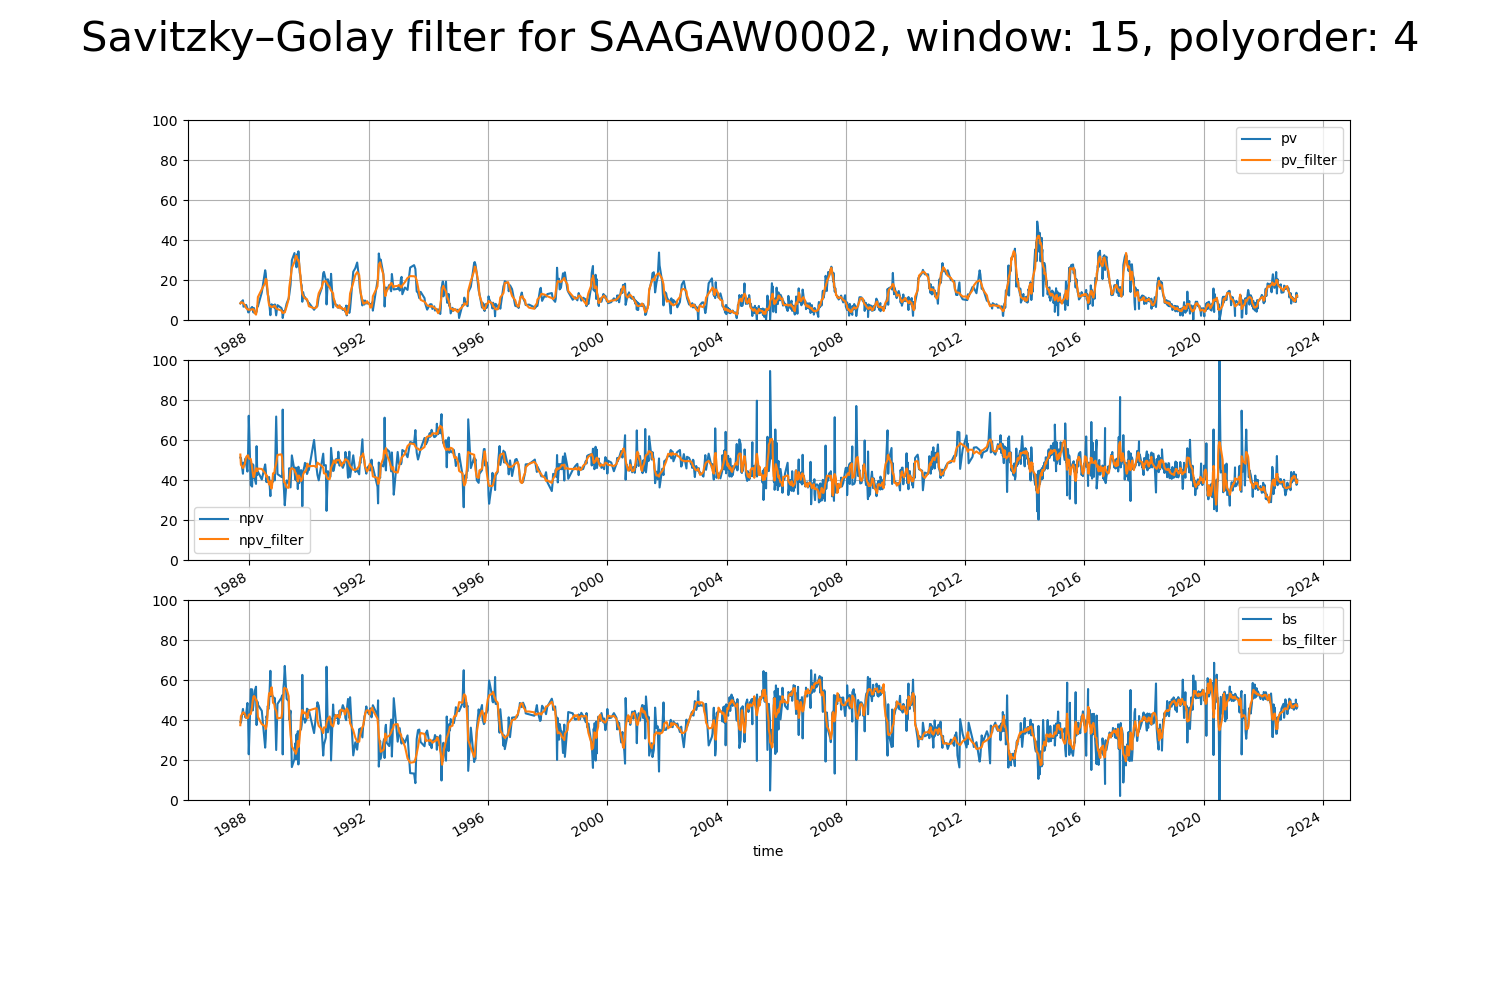 Savitzky–Golay filter for SAAGAW0002, window: 15, polyorder: 4
100
80
60
40
20
0
pv
pv_filter
1988 1992 1996 2000 2004 2008 2012 2016 2020 2024
100
80
60
40
20
0
npv
npv_filter
1988 1992 1996 2000 2004 2008 2012 2016 2020 2024
100
80
60
40
20
0
bs
bs_filter
1988 1992 1996 2000 2004 2008 2012 2016 2020 2024
time